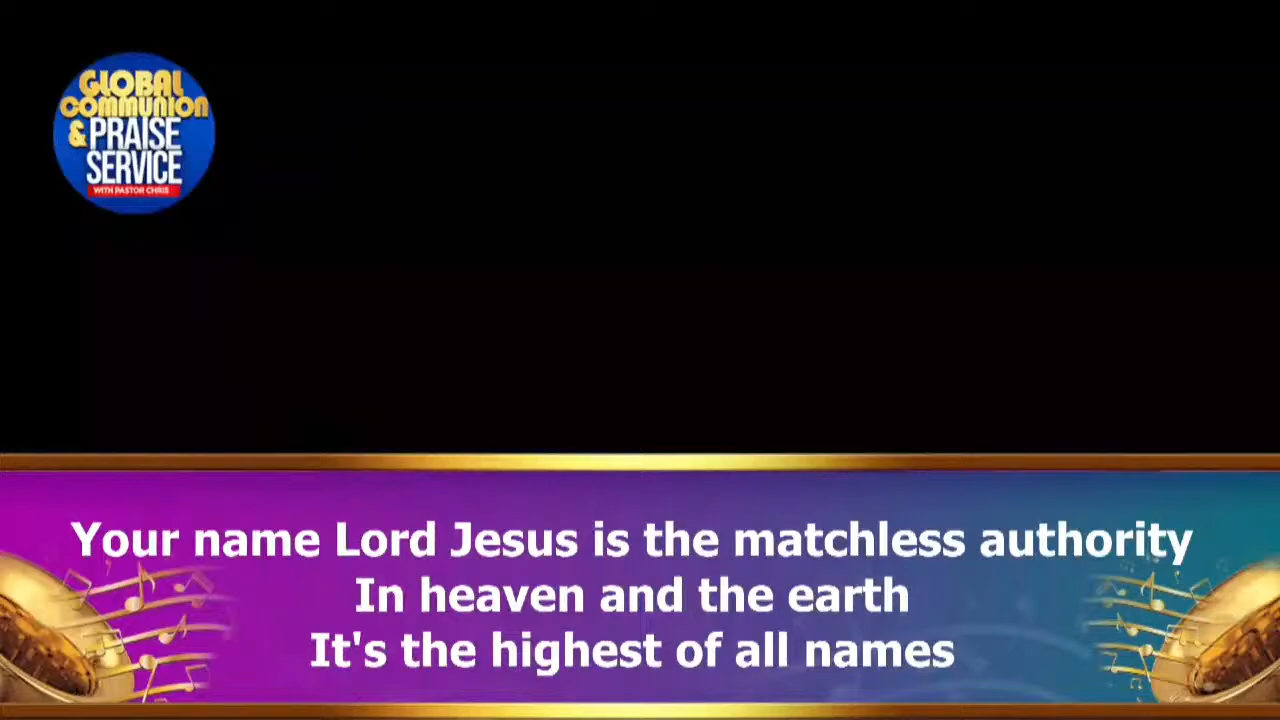 GLOBAL
COMMUNION
& PRAISE
SERVICE
WITH PASTOR CHRIS
Your name Lord Jesus is the matchless authority
In heaven and the earth
It's the highest of all names